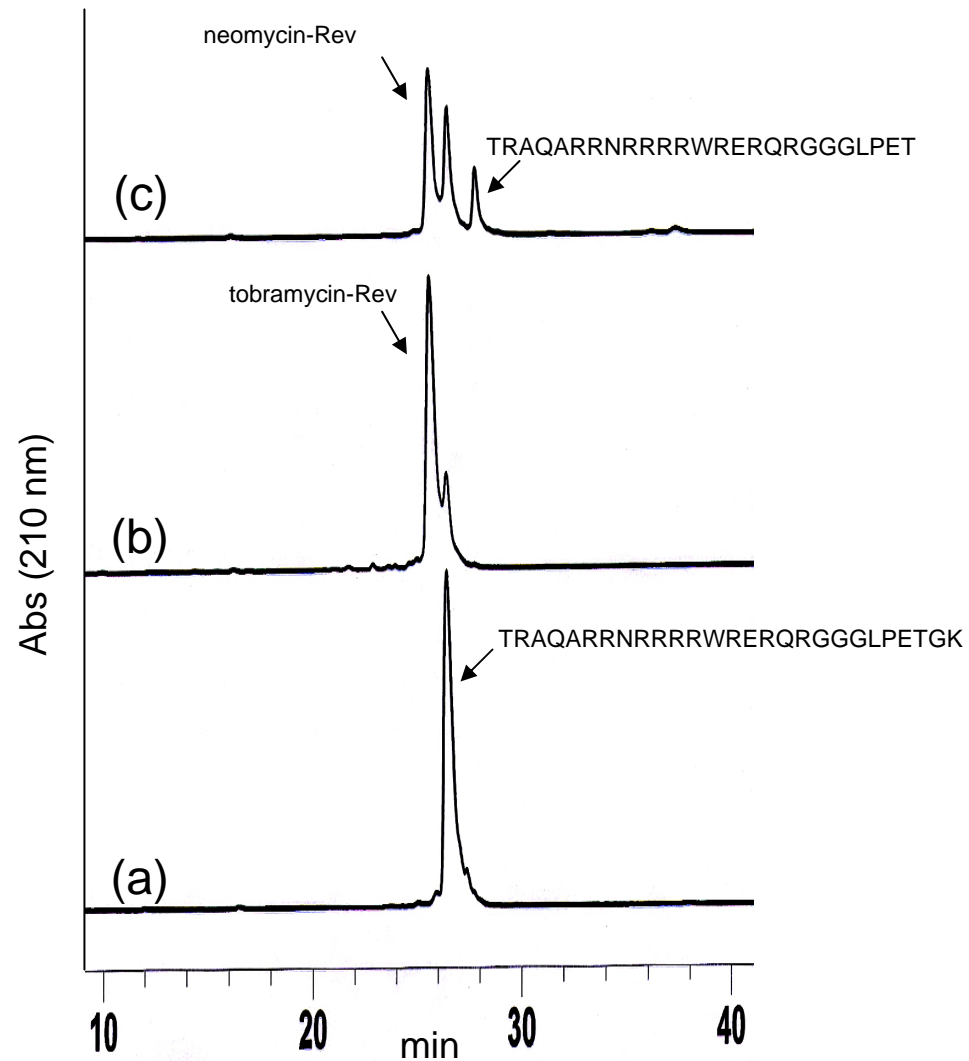 neomycin-Rev
TRAQARRNRRRRWRERQRGGGLPET
(c)
tobramycin-Rev
(b)
Abs (210 nm)
TRAQARRNRRRRWRERQRGGGLPETGK
(a)
10 20 30 40
min